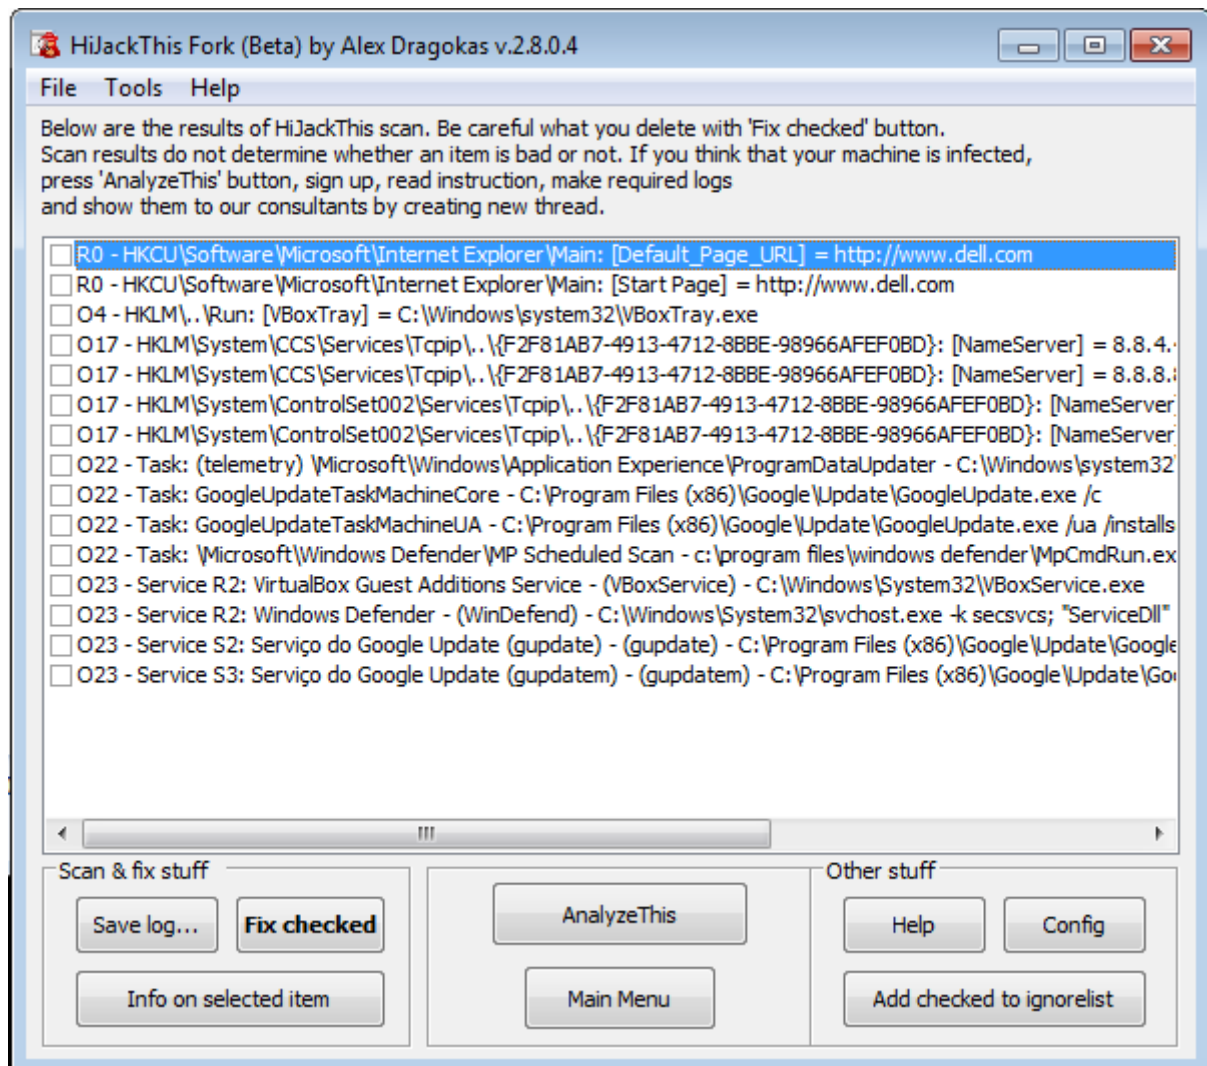 HiJackThis Fork (Beta) by Alex Dragokas v.2.8.0.4
File Tools Help
Below are the results of HiJackThis scan. Be careful what you delete with 'Fix checked' button.
Scan results do not determine whether an item is bad or not. If you think that your machine is infected,
press 'AnalyzeThis' button, sign up, read instruction, make required logs
and show them to our consultants by creating new thread.
R0 - HKCU\Software\Microsoft\Internet Explorer\Main: [Default_Page_URL] = http://www.dell.com
R0 - HKCU\Software\Microsoft\Internet Explorer\Main: [Start Page] = http://www.dell.com
O4 - HKLM\..\Run: [VBoxTray] = C:\Windows\system32\VBoxTray.exe
O17 - HKLM\System\CCS\Services\Tcpip\..\{F2F81AB7-4913-4712-8BBE-98966AFEF0BD}: [NameServer] = 8.8.4.
O17 - HKLM\System\CCS\Services\Tcpip\..\{F2F81AB7-4913-4712-8BBE-98966AFEF0BD}: [NameServer] = 8.8.8.
O17 - HKLM\System\ControlSet002\Services\Tcpip\..\{F2F81AB7-4913-4712-8BBE-98966AFEF0BD}: [NameServer
O17 - HKLM\System\ControlSet002\Services\Tcpip\..\{F2F81AB7-4913-4712-8BBE-98966AFEF0BD}: [NameServer
O22 - Task: (telemetry) \Microsoft\Windows\Application Experience\ProgramDataUpdater - C:\Windows\system32\
O22 - Task: GoogleUpdateTaskMachineCore - C:\Program Files (x86)\Google\Update\GoogleUpdate.exe /c
O22 - Task: GoogleUpdateTaskMachineUA - C:\Program Files (x86)\Google\Update\GoogleUpdate.exe /ua /installs
O22 - Task: \Microsoft\Windows Defender\MP Scheduled Scan - c:\program files\windows defender\MpCmdRun.ex
O23 - Service R2: VirtualBox Guest Additions Service - (VBoxService) - C:\Windows\System32\VBoxService.exe
O23 - Service R2: Windows Defender - (WinDefend) - C:\Windows\System32\svchost.exe -k secsvcs; "ServiceDll"
O23 - Service S2: Serviço do Google Update (gupdate) - (gupdate) - C:\Program Files (x86)\Google\Update\Google
O23 - Service S3: Serviço do Google Update (gupdatem) - (gupdatem) - C:\Program Files (x86)\Google\Update\Go
Scan & fix stuff
Other stuff
Save log...
Fix checked
AnalyzeThis
Help
Config
Info on selected item
Main Menu
Add checked to ignorelist